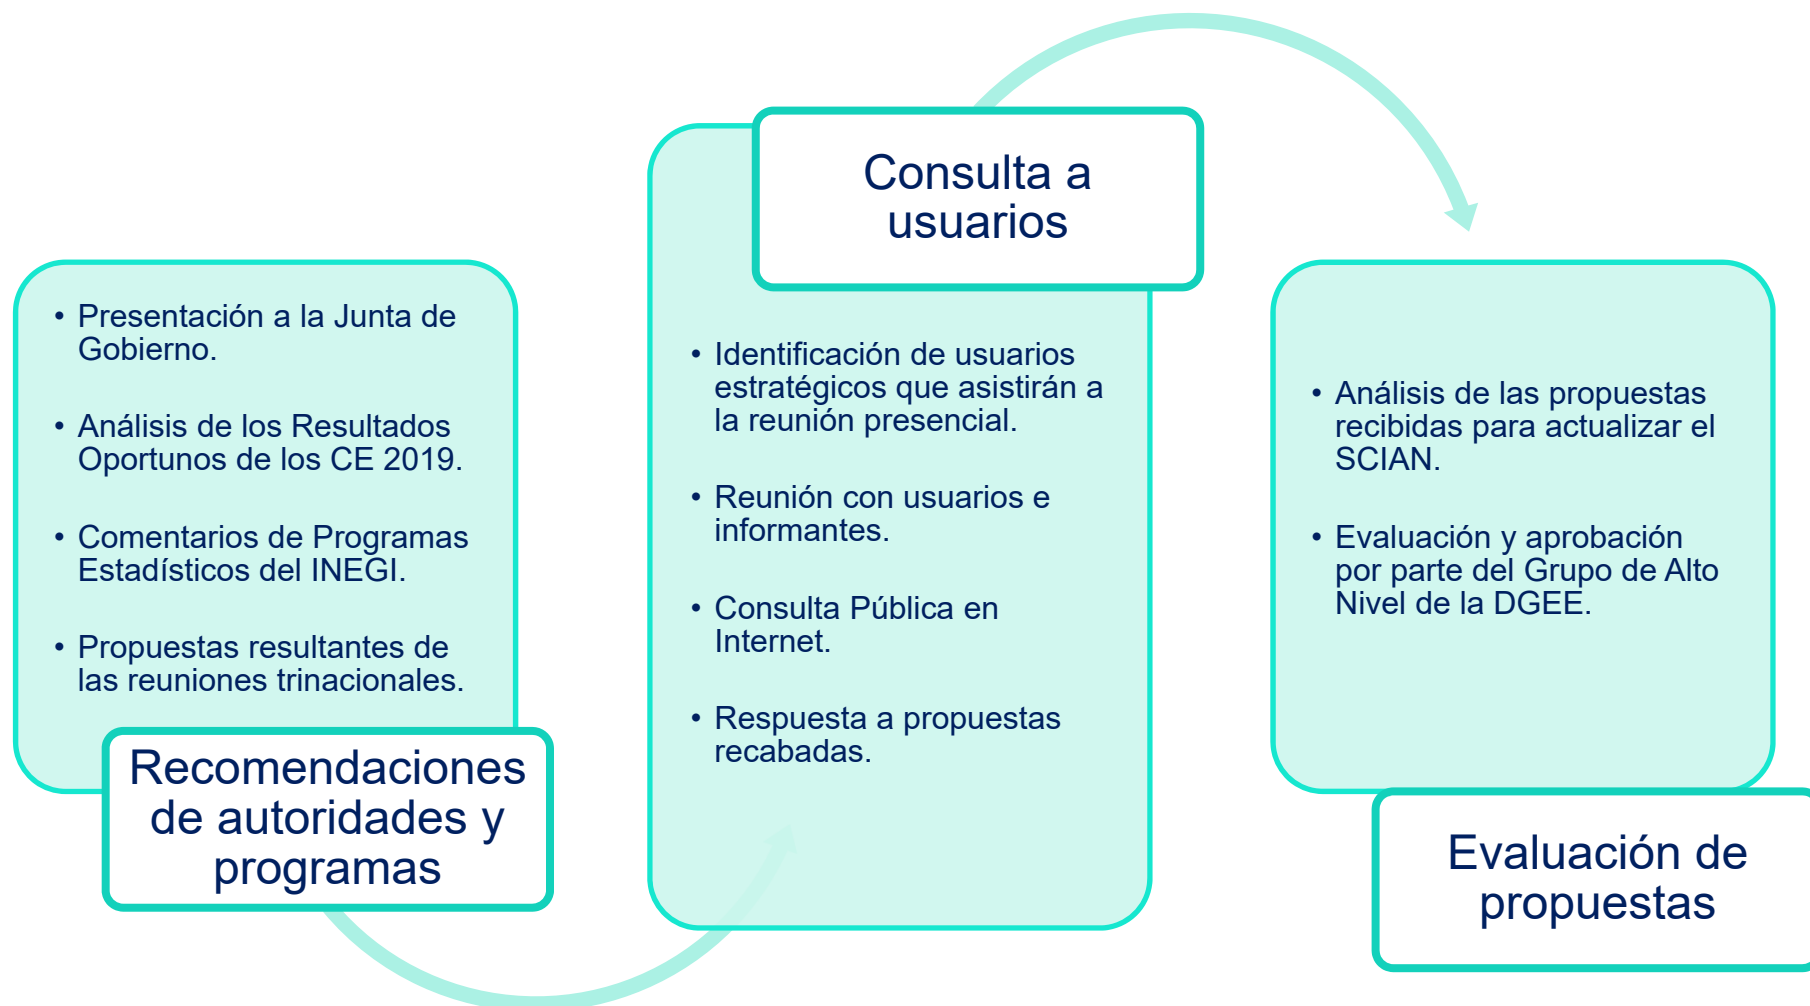 • Presentación a la Junta de
Gobierno.
• Análisis de los Resultados
Oportunos de los CE 2019.
• Comentarios de Programas
Estadísticos del INEGI.
• Propuestas resultantes de
las reuniones trinacionales.
Recomendaciones
de autoridades y
programas
Consulta a
usuarios
• Identificación de usuarios
estratégicos que asistirán a
la reunión presencial.
• Reunión con usuarios e
informantes.
• Consulta Pública en
Internet.
• Respuesta a propuestas
recabadas.
• Análisis de las propuestas
recibidas para actualizar el
SCIAN.
• Evaluación y aprobación
por parte del Grupo de Alto
Nivel de la DGEE.
Evaluación de
propuestas